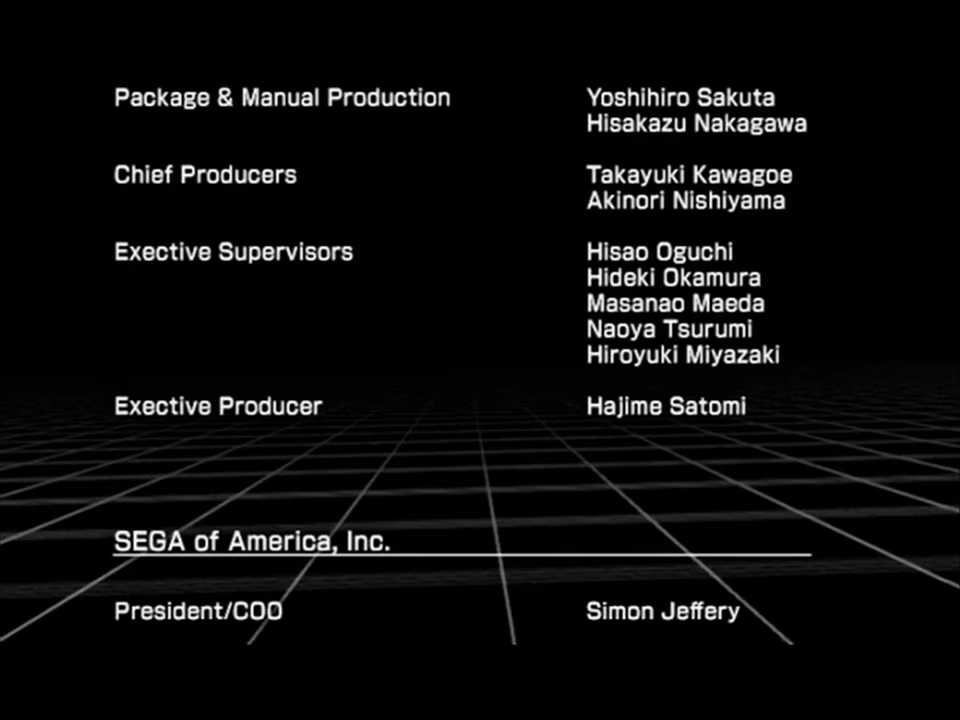 Package & Manual Production Yoshihiro Sakuta
Hisakazu Nakagawa
Chief Producers Takayuki Kawagoe
Akinori Nishiyama
Exective Supervisors Hisao Oguchi
Hideki Okamura
Masanao Maeda
Naoya Tsurumi
Hiroyuki Miyazaki
Exective Producer Hajime Satomi
SEGA of America, Inc.
President/COO Simon Jeffery